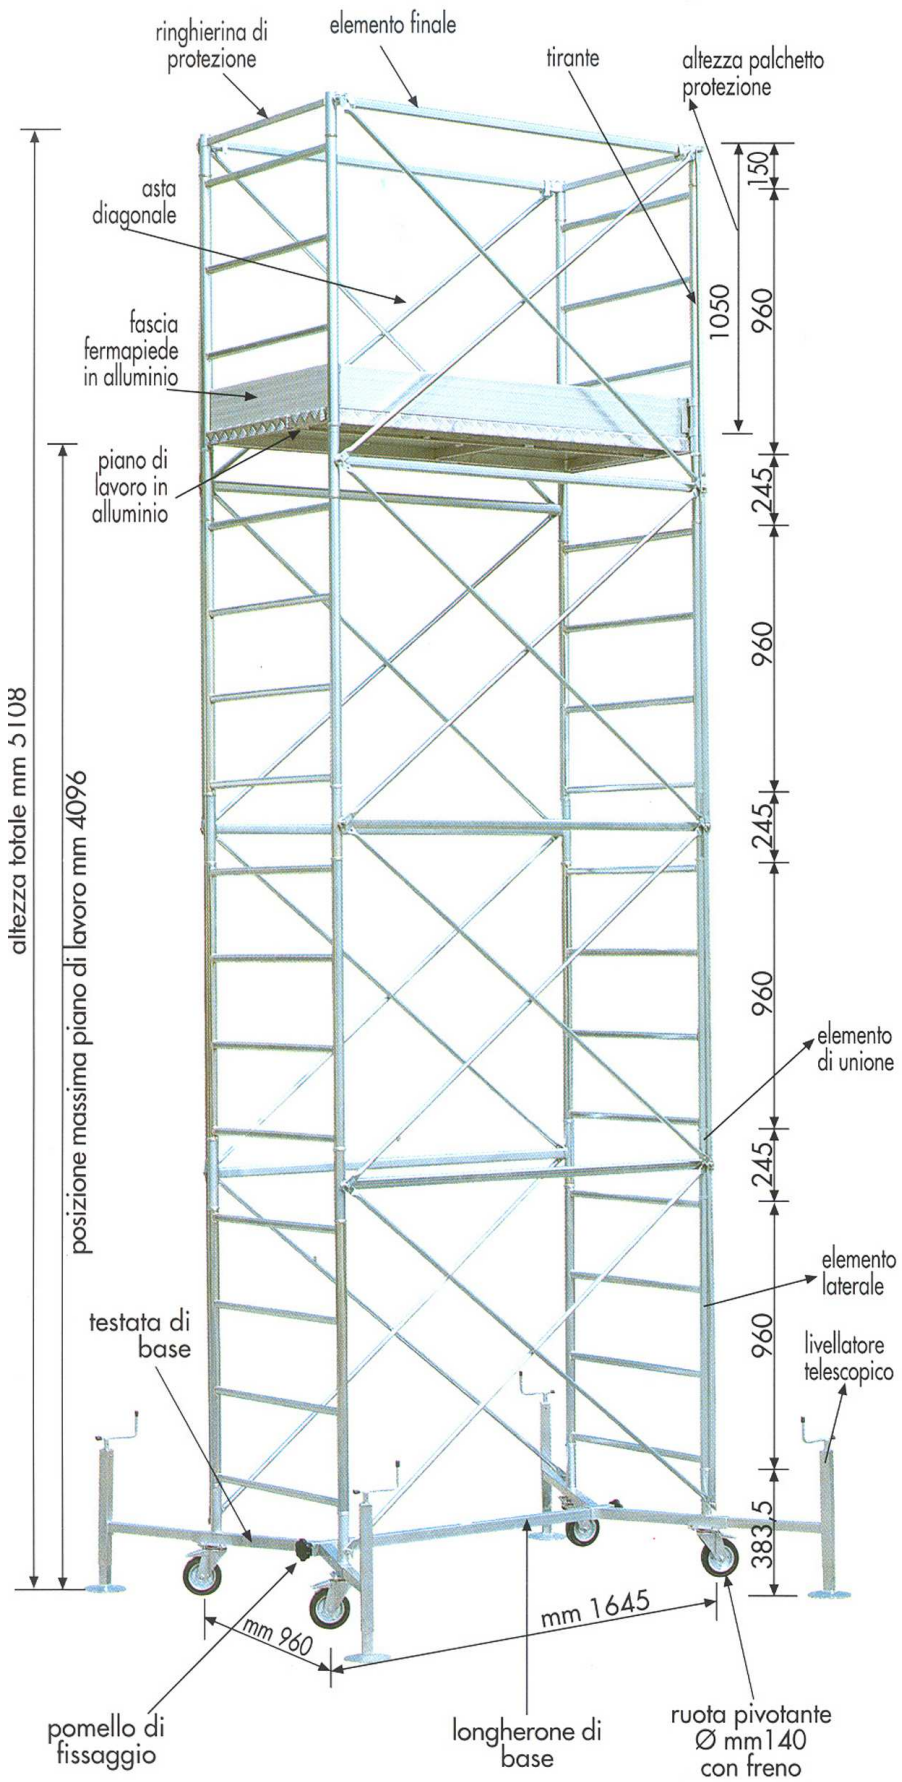 ringhierina di
protezione
elemento finale
tirante
altezza palchetto
protezione
150
asta
diagonale
1050
960
fascia
fermapiede
in alluminio
piano di
lavoro in
alluminio
245
960
altezza totale mm 5108
posizione massima piano di lavoro mm 4096
245
960
elemento
di unione
245
elemento
laterale
testata di
base
960
livellatore
telescopico
383,5
mm 960
mm 1645
pomello di
fissaggio
longherone di
base
ruota pivotante
Ø mm140
con freno